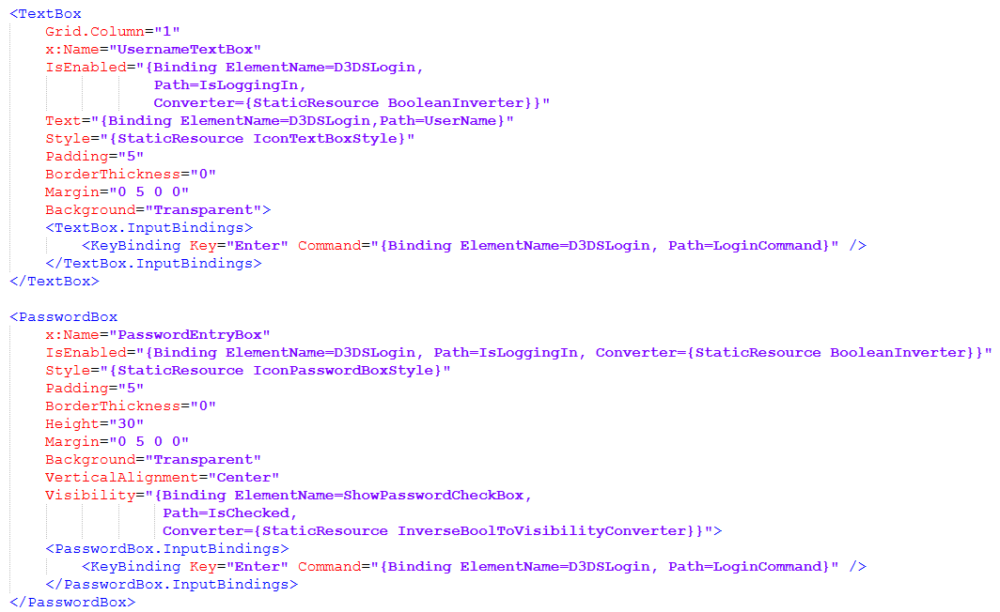 <TextBox
    Grid.Column="1"
    x:Name="UsernameTextBox"
    IsEnabled="{Binding ElementName=D3DSLogin,
                Path=IsLoggingIn,
                Converter={StaticResource BooleanInverter}}"
    Text="{Binding ElementName=D3DSLogin,Path=UserName}"
    Style="{StaticResource IconTextBoxStyle}"
    Padding="5"
    BorderThickness="0"
    Margin="0 5 0 0"
    Background="Transparent">
    <TextBox.InputBindings>
        <KeyBinding Key="Enter" Command="{Binding ElementName=D3DSLogin, Path=LoginCommand}" />
    </TextBox.InputBindings>
</TextBox>

<PasswordBox
    x:Name="PasswordEntryBox"
    IsEnabled="{Binding ElementName=D3DSLogin, Path=IsLoggingIn, Converter={StaticResource BooleanInverter}}"
    Style="{StaticResource IconPasswordBoxStyle}"
    Padding="5"
    BorderThickness="0"
    Height="30"
    Margin="0 5 0 0"
    Background="Transparent"
    VerticalAlignment="Center"
    Visibility="{Binding ElementName=ShowPasswordCheckBox,
                 Path=IsChecked,
                 Converter={StaticResource InverseBoolToVisibilityConverter}}">
    <PasswordBox.InputBindings>
        <KeyBinding Key="Enter" Command="{Binding ElementName=D3DSLogin, Path=LoginCommand}" />
    </PasswordBox.InputBindings>
</PasswordBox>